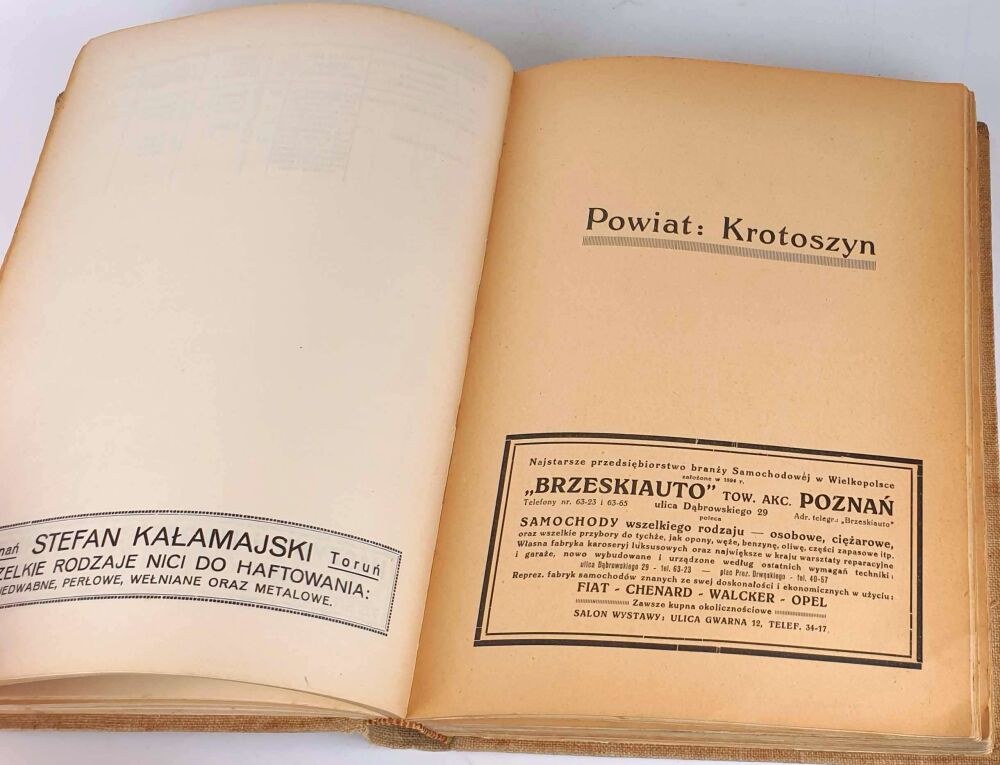 STEFAN KAŁAMAJSKI Toruń
RODZAJE NICI DO HAFTOWANIA:
PERŁOWE, WEŁNIANE ORAZ METALOWE.
Powiat: Krotoszyn
Najstarsze przedsiębiorstwo branży Samochodowéj w Wielkopolsce
założone w 1894 r.
„BRZESKIAUTO” TOW. AKC. POZNAŃ
Telefony nr. 63-23 i 63-65 ulica Dąbrowskiego 29 Adr. telegr.: „Brzeskiauto”
poleca
SAMOCHODY wszelkiego rodzaju — osobowe, ciężarowe,
oraz wszelkie przybory do tychże, jak opony, węże, benzynę, oliwę, części zapasowe itp.
Własna fabryka karoseryj luksusowych oraz największe w kraju warsztaty reparacyjne
i garaże, nowo wybudowane i urządzone według ostatnich wymagań techniki:
ulica Dąbrowskiego 29 - tel. 63-23 — plac Drwęskiego - tel. 40-57
Reprez. fabryk samochodów znanych ze swej doskonałości i ekonomicznych w użyciu:
FIAT - CHENARD - WALCKER - OPEL
Zawsze kupna okolicznościowe
SALON WYSTAWY: ULICA GWARNA 12, TELEF. 34-17